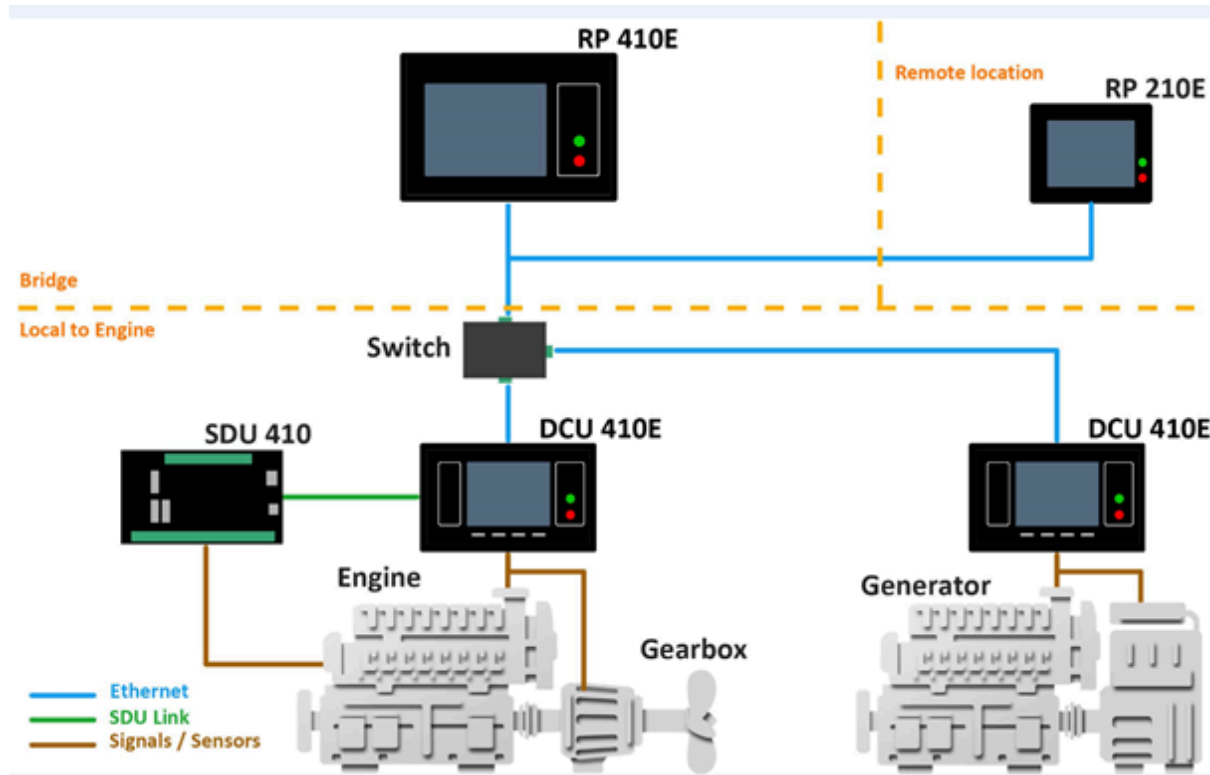 RP 410E
Remote location
RP 210E
Bridge
Local to Engine
Switch
SDU 410
DCU 410E
DCU 410E
Engine
Generator
Gearbox
Ethernet
SDU Link
Signals / Sensors